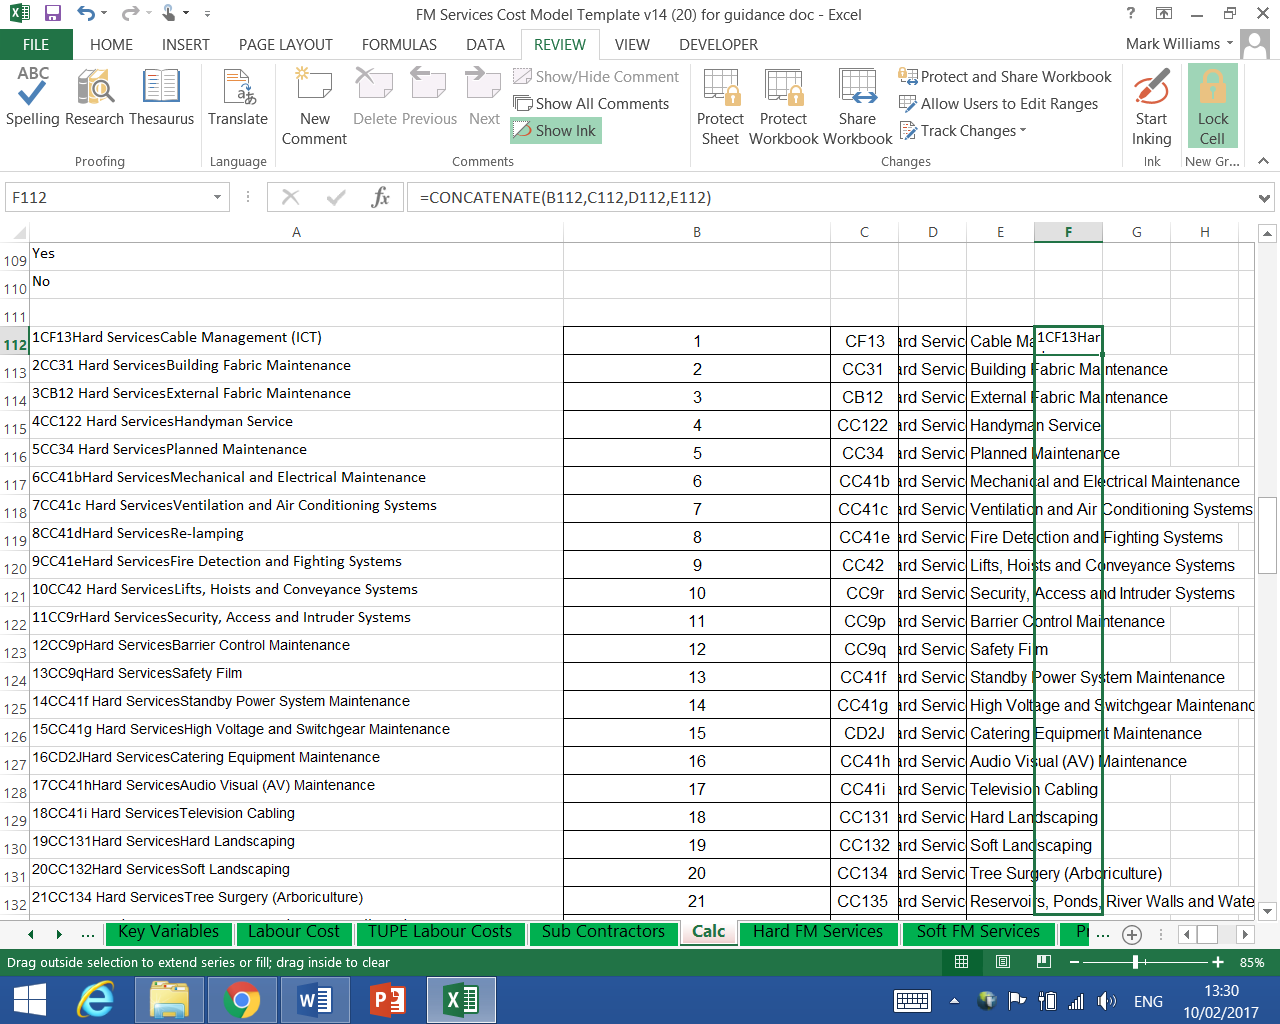 FM Services Cost Model Template v14 (20) for guidance doc - Excel
FILE HOME INSERT PAGE LAYOUT FORMULAS DATA REVIEW VIEW DEVELOPER Mark Williams
ABC
Spelling Research Thesaurus
Proofing
Translate
Language
New Comment
Delete Previous Next
Show/Hide Comment
Show All Comments
Show Ink
Comments
Protect Sheet
Protect Workbook
Share Workbook
Protect and Share Workbook
Allow Users to Edit Ranges
Track Changes
Changes
Start Inking
Ink
Lock Cell
New Gr...
F112 fx =CONCATENATE(B112,C112,D112,E112)
A B C D E F G H
109 Yes
110 No
111
112 1CF13Hard ServicesCable Management (ICT) 1 CF13 ard Servic Cable Ma 1CF13Har
113 2CC31 Hard ServicesBuilding Fabric Maintenance 2 CC31 ard Servic Building Fabric Maintenance
114 3CB12 Hard ServicesExternal Fabric Maintenance 3 CB12 ard Servic External Fabric Maintenance
115 4CC122 Hard ServicesHandyman Service 4 CC122 ard Servic Handyman Service
116 5CC34 Hard ServicesPlanned Maintenance 5 CC34 ard Servic Planned Maintenance
117 6CC41bHard ServicesMechanical and Electrical Maintenance 6 CC41b ard Servic Mechanical and Electrical Maintenance
118 7CC41c Hard ServicesVentilation and Air Conditioning Systems 7 CC41c ard Servic Ventilation and Air Conditioning Systems
119 8CC41dHard ServicesRe-lamping 8 CC41e ard Servic Fire Detection and Fighting Systems
120 9CC41eHard ServicesFire Detection and Fighting Systems 9 CC42 ard Servic Lifts, Hoists and Conveyance Systems
121 10CC42 Hard ServicesLifts, Hoists and Conveyance Systems 10 CC9r ard Servic Security, Access and Intruder Systems
122 11CC9rHard ServicesSecurity, Access and Intruder Systems 11 CC9p ard Servic Barrier Control Maintenance
123 12CC9pHard ServicesBarrier Control Maintenance 12 CC9q ard Servic Safety Film
124 13CC9qHard ServicesSafety Film 13 CC41f ard Servic Standby Power System Maintenance
125 14CC41f Hard ServicesStandby Power System Maintenance 14 CC41g ard Servic High Voltage and Switchgear Maintenanc
126 15CC41g Hard ServicesHigh Voltage and Switchgear Maintenance 15 CD2J ard Servic Catering Equipment Maintenance
127 16CD2JHard ServicesCatering Equipment Maintenance 16 CC41h ard Servic Audio Visual (AV) Maintenance
128 17CC41hHard ServicesAudio Visual (AV) Maintenance 17 CC41i ard Servic Television Cabling
129 18CC41i Hard ServicesTelevision Cabling 18 CC131 ard Servic Hard Landscaping
130 19CC131Hard ServicesHard Landscaping 19 CC132 ard Servic Soft Landscaping
131 20CC132Hard ServicesSoft Landscaping 20 CC134 ard Servic Tree Surgery (Arboriculture)
132 21CC134 Hard ServicesTree Surgery (Arboriculture) 21 CC135 ard Servic Reservoirs, Ponds, River Walls and Wate
... Key Variables Labour Cost TUPE Labour Costs Sub Contractors Calc Hard FM Services Soft FM Services Pr ...
Drag outside selection to extend series or fill; drag inside to clear 85%
ENG 13:30
10/02/2017